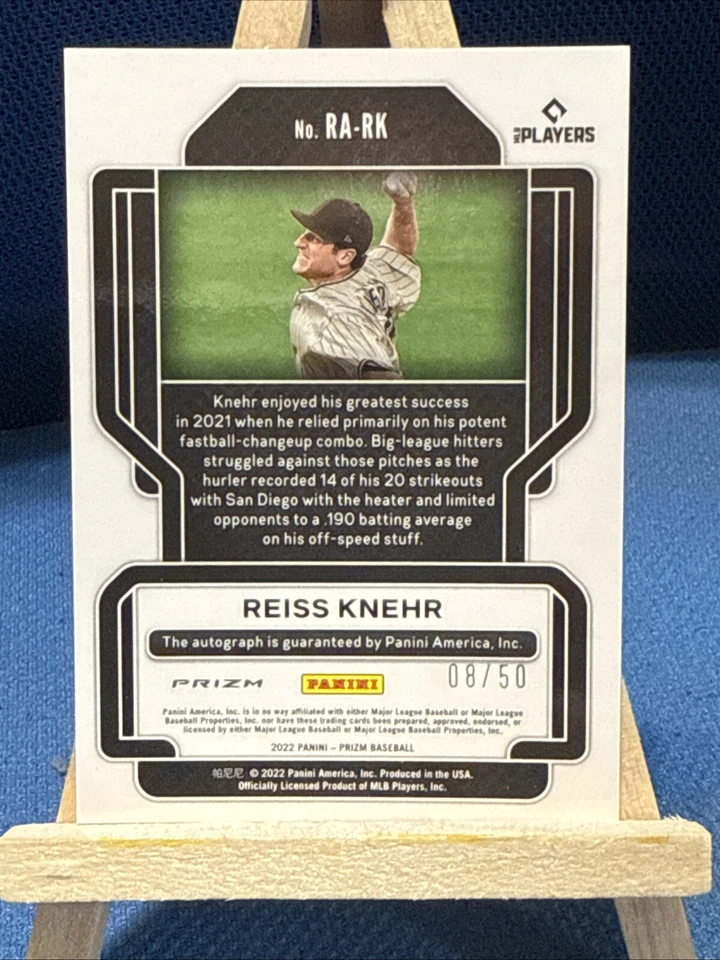 No. RA-RK
MLB PLAYERS
Knehr enjoyed his greatest success
in 2021 when he relied primarily on his potent
fastball-changeup combo. Big-league hitters
struggled against those pitches as the
hurler recorded 14 of his 20 strikeouts
with San Diego with the heater and limited
opponents to a .190 batting average
on his off-speed stuff.
REISS KNEHR
The autograph is guaranteed by Panini America, Inc.
PRIZM
PANINI
08/50
Panini America, Inc. is in no way affiliated with either Major League Baseball or Major League
Baseball Properties, Inc. nor have these trading cards been prepared, approved, endorsed, or
licensed by either Major League Baseball or Major League Baseball Properties, Inc.
2022 PANINI – PRIZM BASEBALL
帕尼尼 © 2022 Panini America, Inc. Produced in the USA.
Officially Licensed Product of MLB Players, Inc.